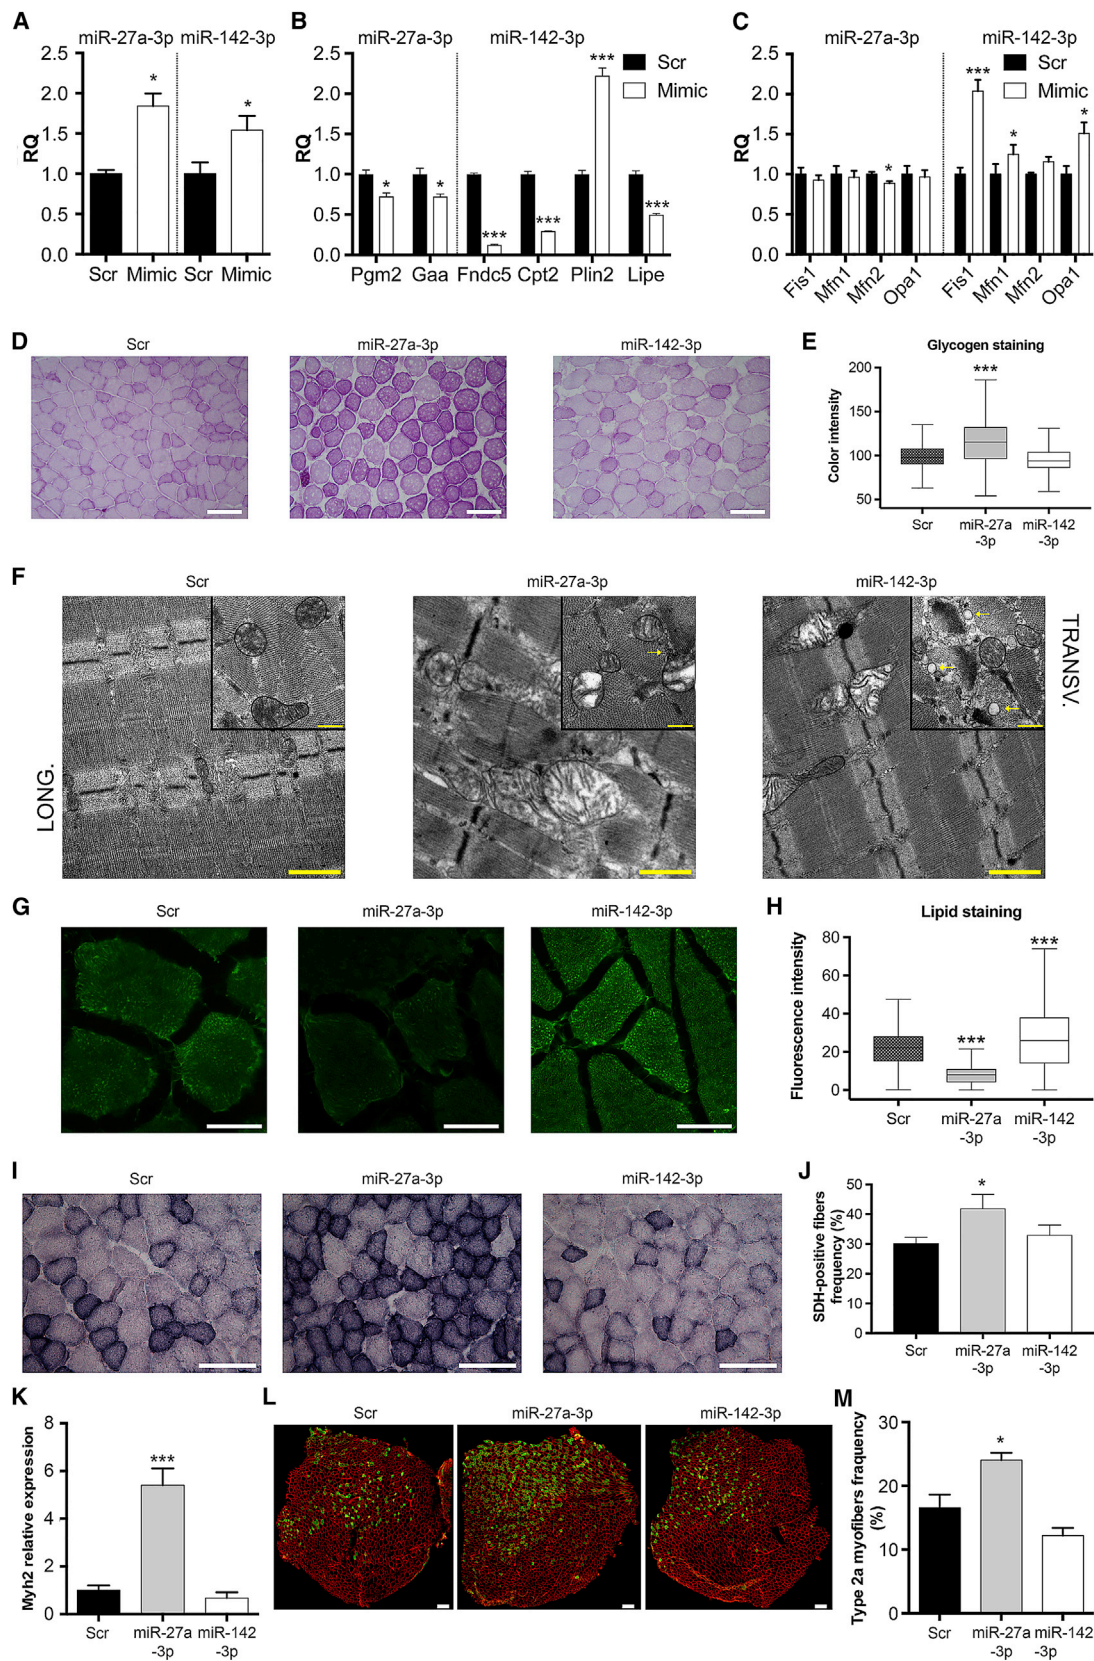 A
miR-27a-3p miR-142-3p
RQ
2.5
2.0
1.5
1.0
0.5
0.0
* *
Scr Mimic Scr Mimic
B
miR-27a-3p miR-142-3p
Scr
Mimic
RQ
2.5
2.0
1.5
1.0
0.5
0.0
* * *** *** *** ***
Pgm2 Gaa Fndc5 Cpt2 Plin2 Lipe
C
miR-27a-3p miR-142-3p
Scr
Mimic
RQ
2.5
2.0
1.5
1.0
0.5
0.0
* *** * *
Fis1 Mfn1 Mfn2 Opa1 Fis1 Mfn1 Mfn2 Opa1
D
Scr miR-27a-3p miR-142-3p
E
Glycogen staining
Color intensity
200
150
100
50
***
Scr miR-27a miR-142
-3p -3p
F
Scr miR-27a-3p miR-142-3p
LONG.
TRANSV.
G
Scr miR-27a-3p miR-142-3p
H
Lipid staining
Fluorescence intensity
80
60
40
20
0
*** ***
Scr miR-27a miR-142
-3p -3p
I
Scr miR-27a-3p miR-142-3p
J
SDH-positive fibers
frequency (%)
50
40
30
20
10
0
*
Scr miR-27a miR-142
-3p -3p
K
Myh2 relative expression
8
6
4
2
0
***
Scr miR-27a miR-142
-3p -3p
L
Scr miR-27a-3p miR-142-3p
M
Type 2a myofibers fraquency
(%)
30
20
10
0
*
Scr miR-27a miR-142
-3p -3p